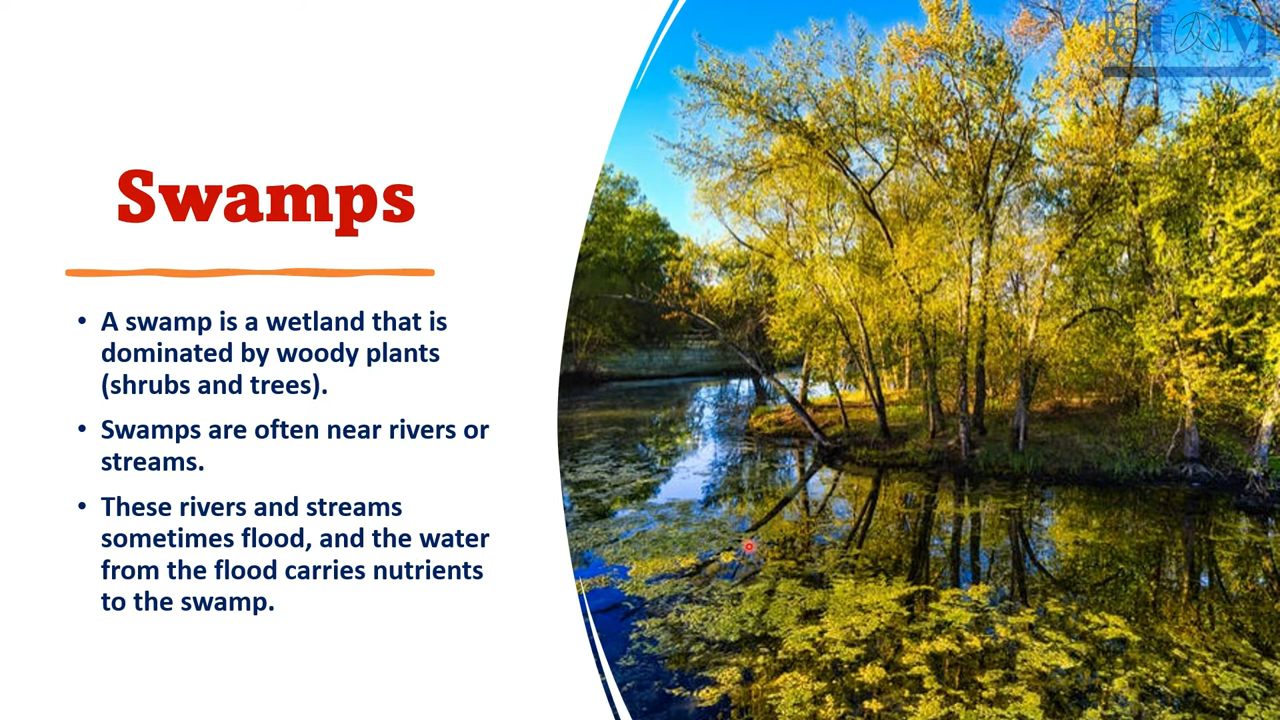 Swamps
• A swamp is a wetland that is
dominated by woody plants
(shrubs and trees).
• Swamps are often near rivers or
streams.
• These rivers and streams
sometimes flood, and the water
from the flood carries nutrients
to the swamp.